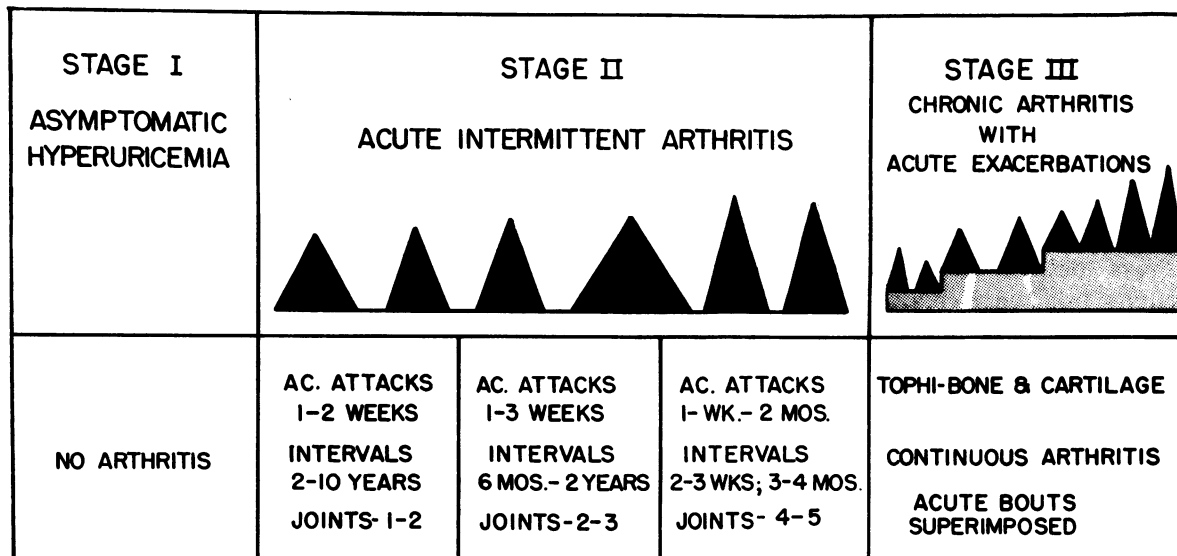 STAGE I
ASYMPTOMATIC
HYPERURICEMIA
STAGE II
ACUTE INTERMITTENT ARTHRITIS
STAGE III
CHRONIC ARTHRITIS
WITH
ACUTE EXACERBATIONS
NO ARTHRITIS
AC. ATTACKS
1-2 WEEKS
INTERVALS
2-10 YEARS
JOINTS-1-2
AC. ATTACKS
1-3 WEEKS
INTERVALS
6 MOS.-2 YEARS
JOINTS-2-3
AC. ATTACKS
1-WK.-2 MOS.
INTERVALS
2-3 WKS; 3-4 MOS.
JOINTS-4-5
TOPHI-BONE & CARTILAGE
CONTINUOUS ARTHRITIS
ACUTE BOUTS
SUPERIMPOSED